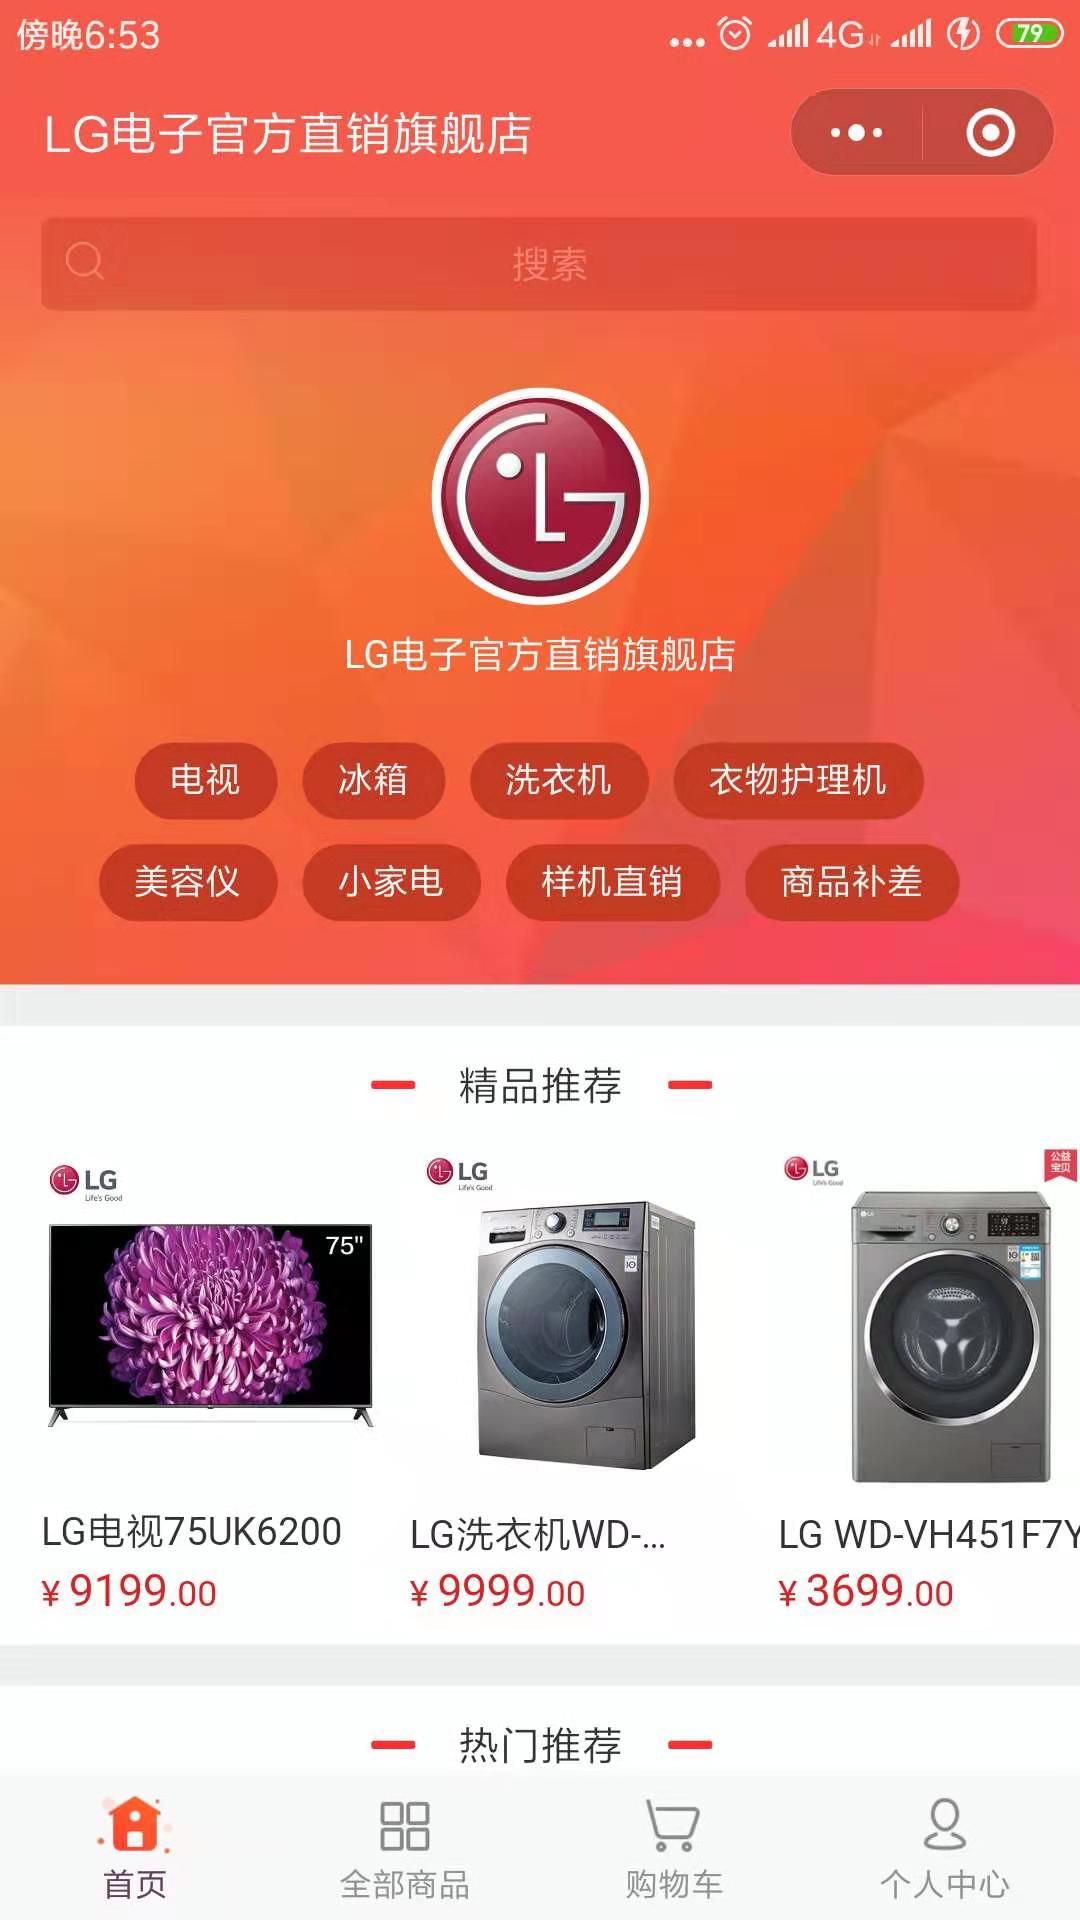 傍晚6:53
4G
79
LG电子官方直销旗舰店
搜索
LG电子官方直销旗舰店
电视 冰箱 洗衣机 衣物护理机
美容仪 小家电 样机直销 商品补差
精品推荐
LG
Life's Good
75"
LG
Life's Good
LG
Life's Good
公益
宝贝
LG电视75UK6200
LG洗衣机WD-...
LG WD-VH451F7Y
¥ 9199.00
¥ 9999.00
¥ 3699.00
热门推荐
首页 全部商品 购物车 个人中心